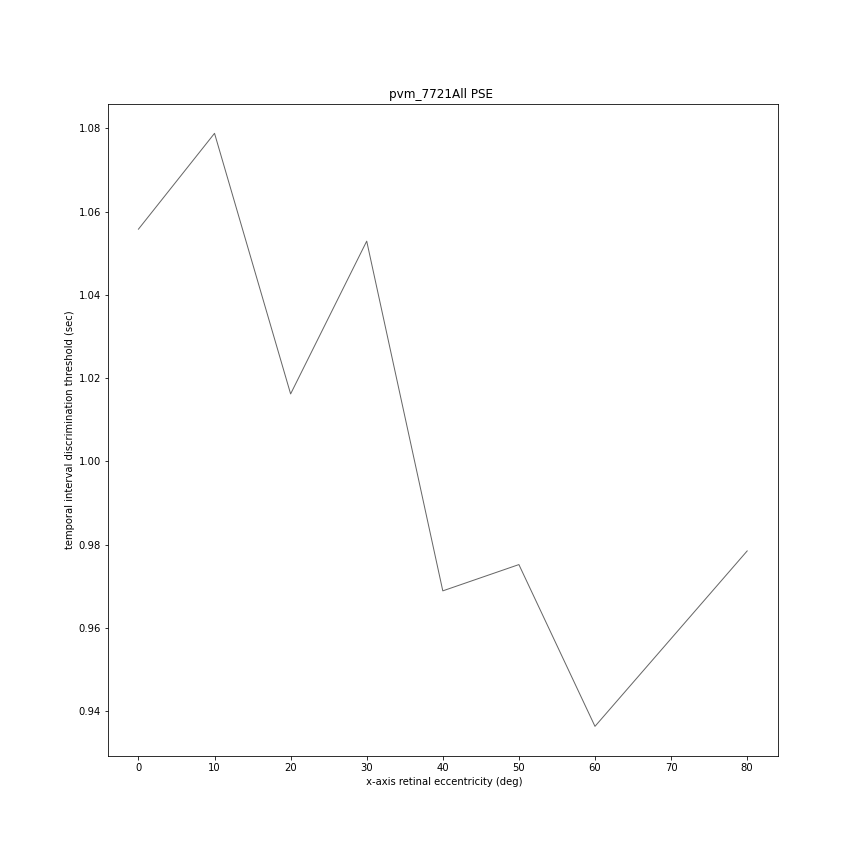 pvm_7721All PSE
1.08
1.06
1.04
1.02
1.00
0.98
0.96
0.94
temporal interval discrimination threshold (sec)
0 10 20 30 40 50 60 70 80
x-axis retinal eccentricity (deg)